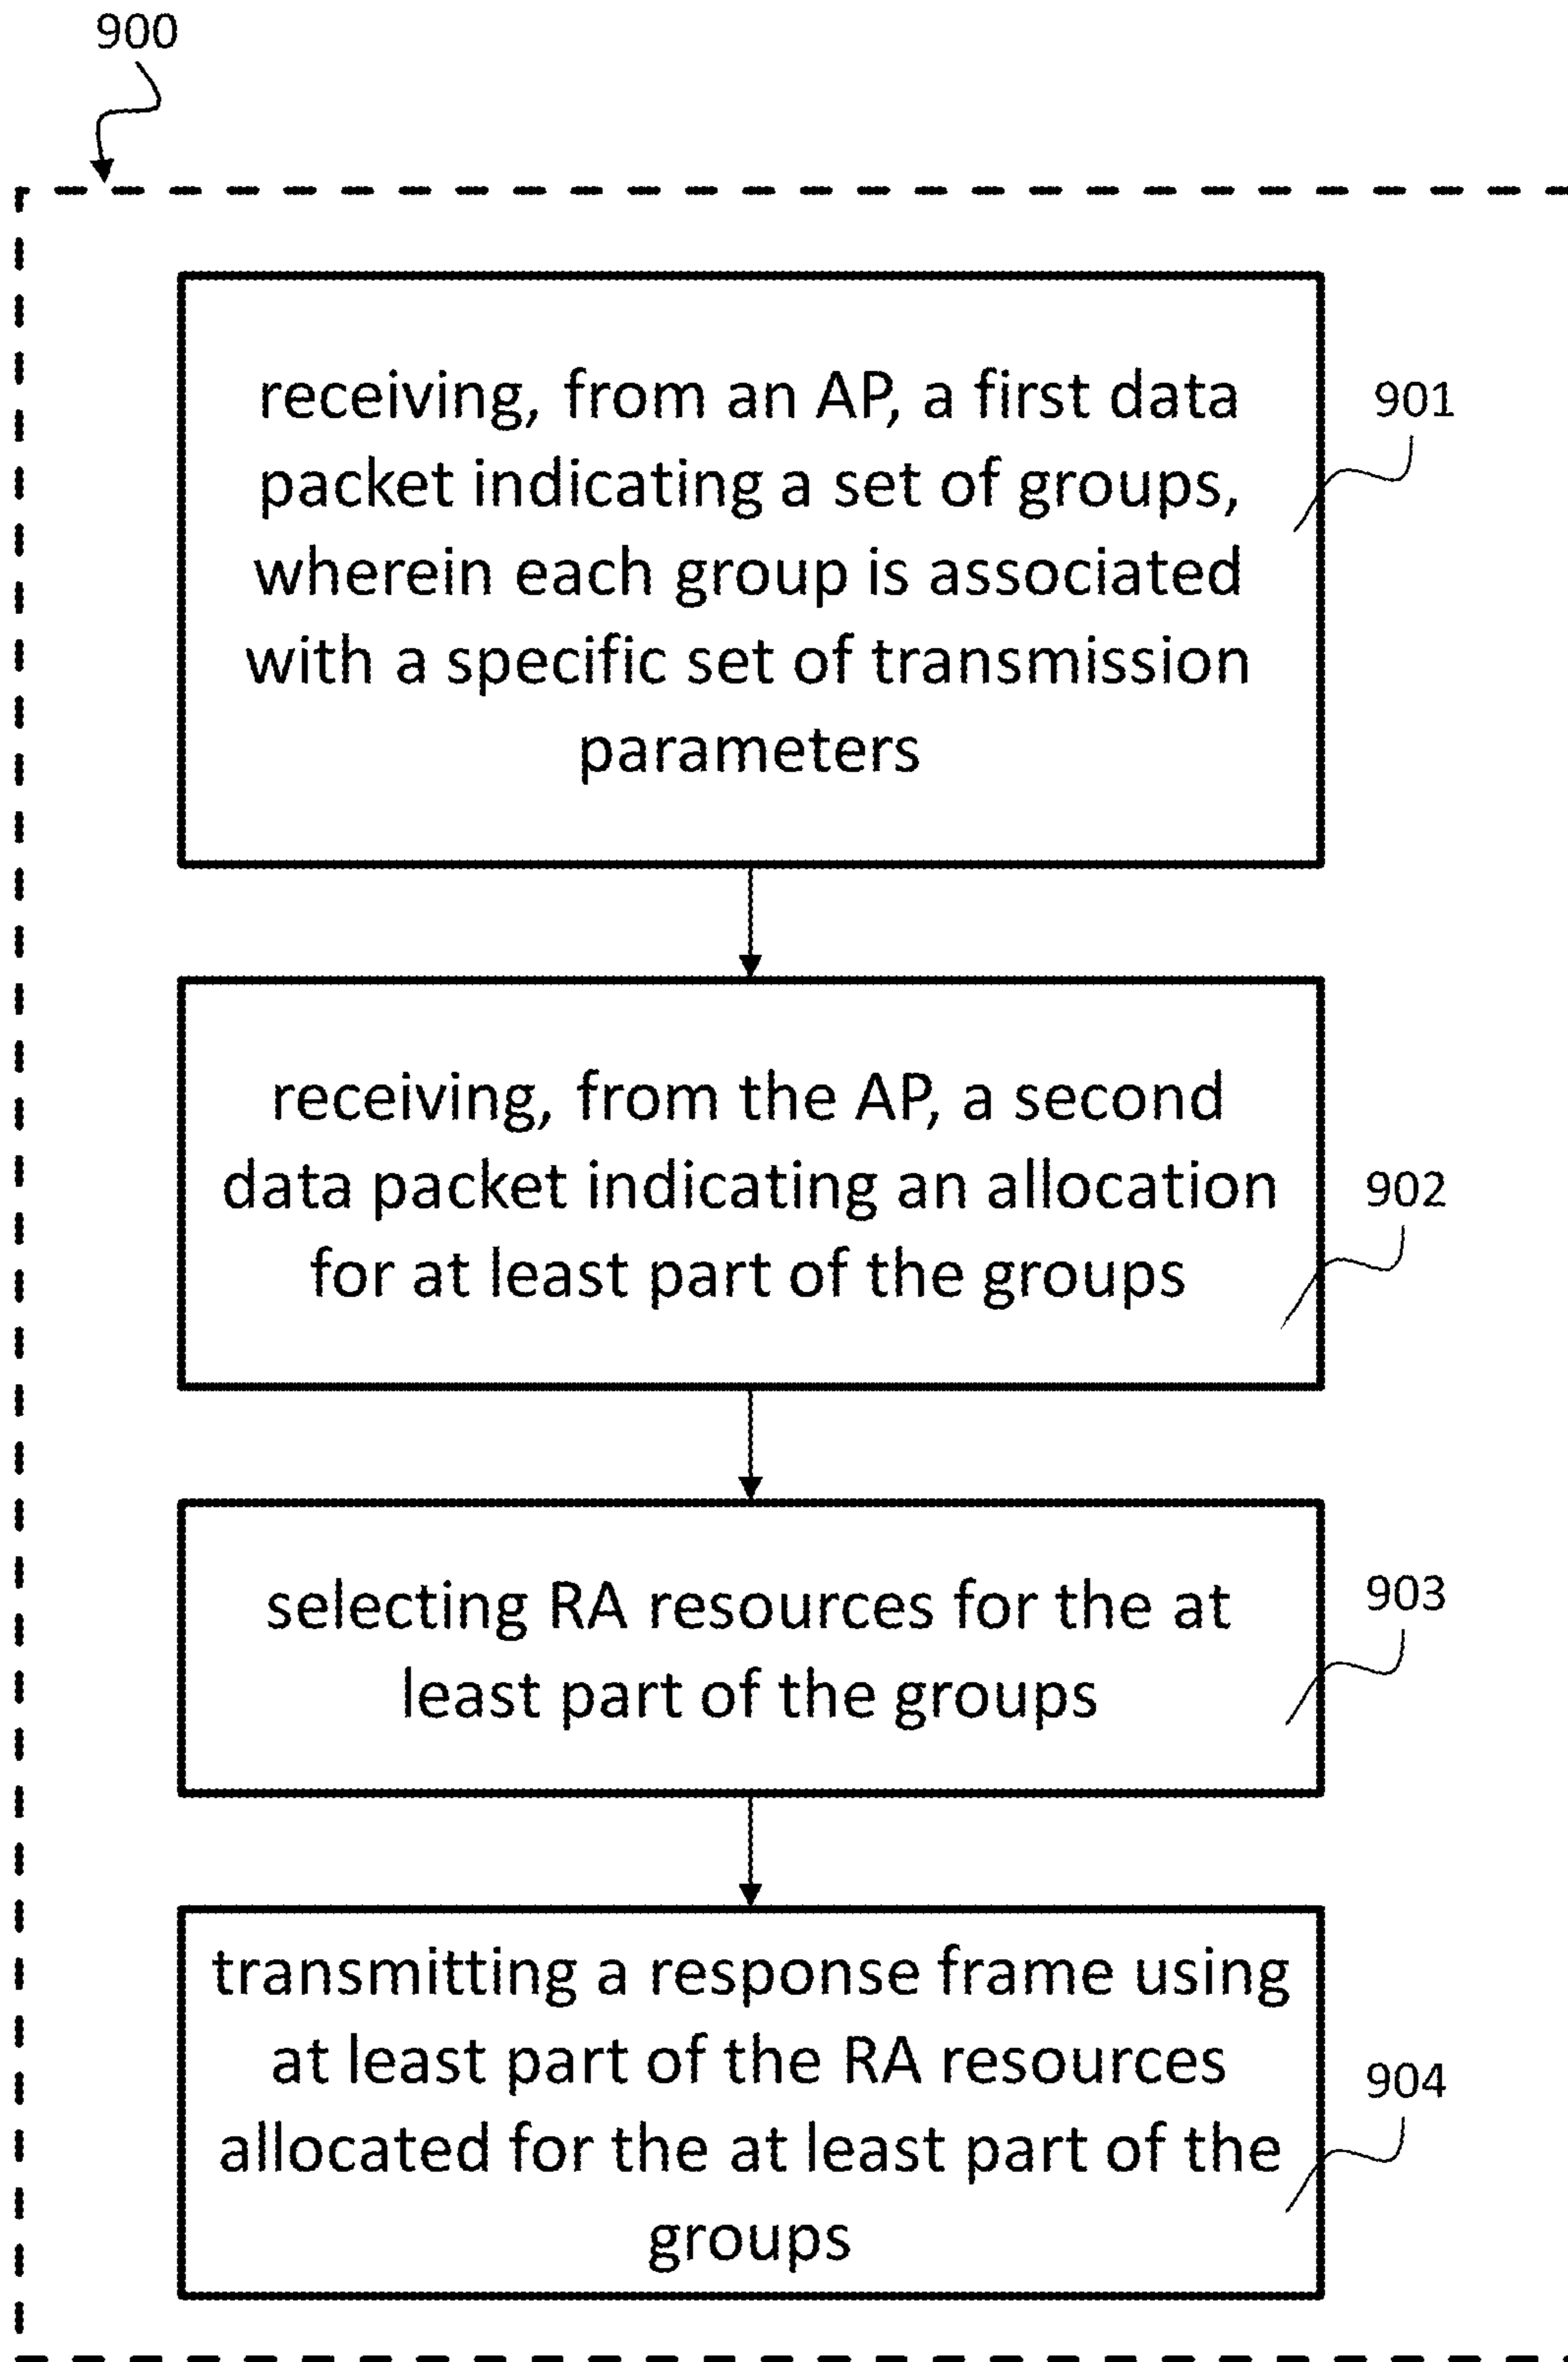 900
receiving, from an AP, a first data
packet indicating a set of groups,
wherein each group is associated
with a specific set of transmission
parameters
901
receiving, from the AP, a second
data packet indicating an allocation
for at least part of the groups
902
selecting RA resources for the at
least part of the groups
903
transmitting a response frame using
at least part of the RA resources
allocated for the at least part of the
groups
904